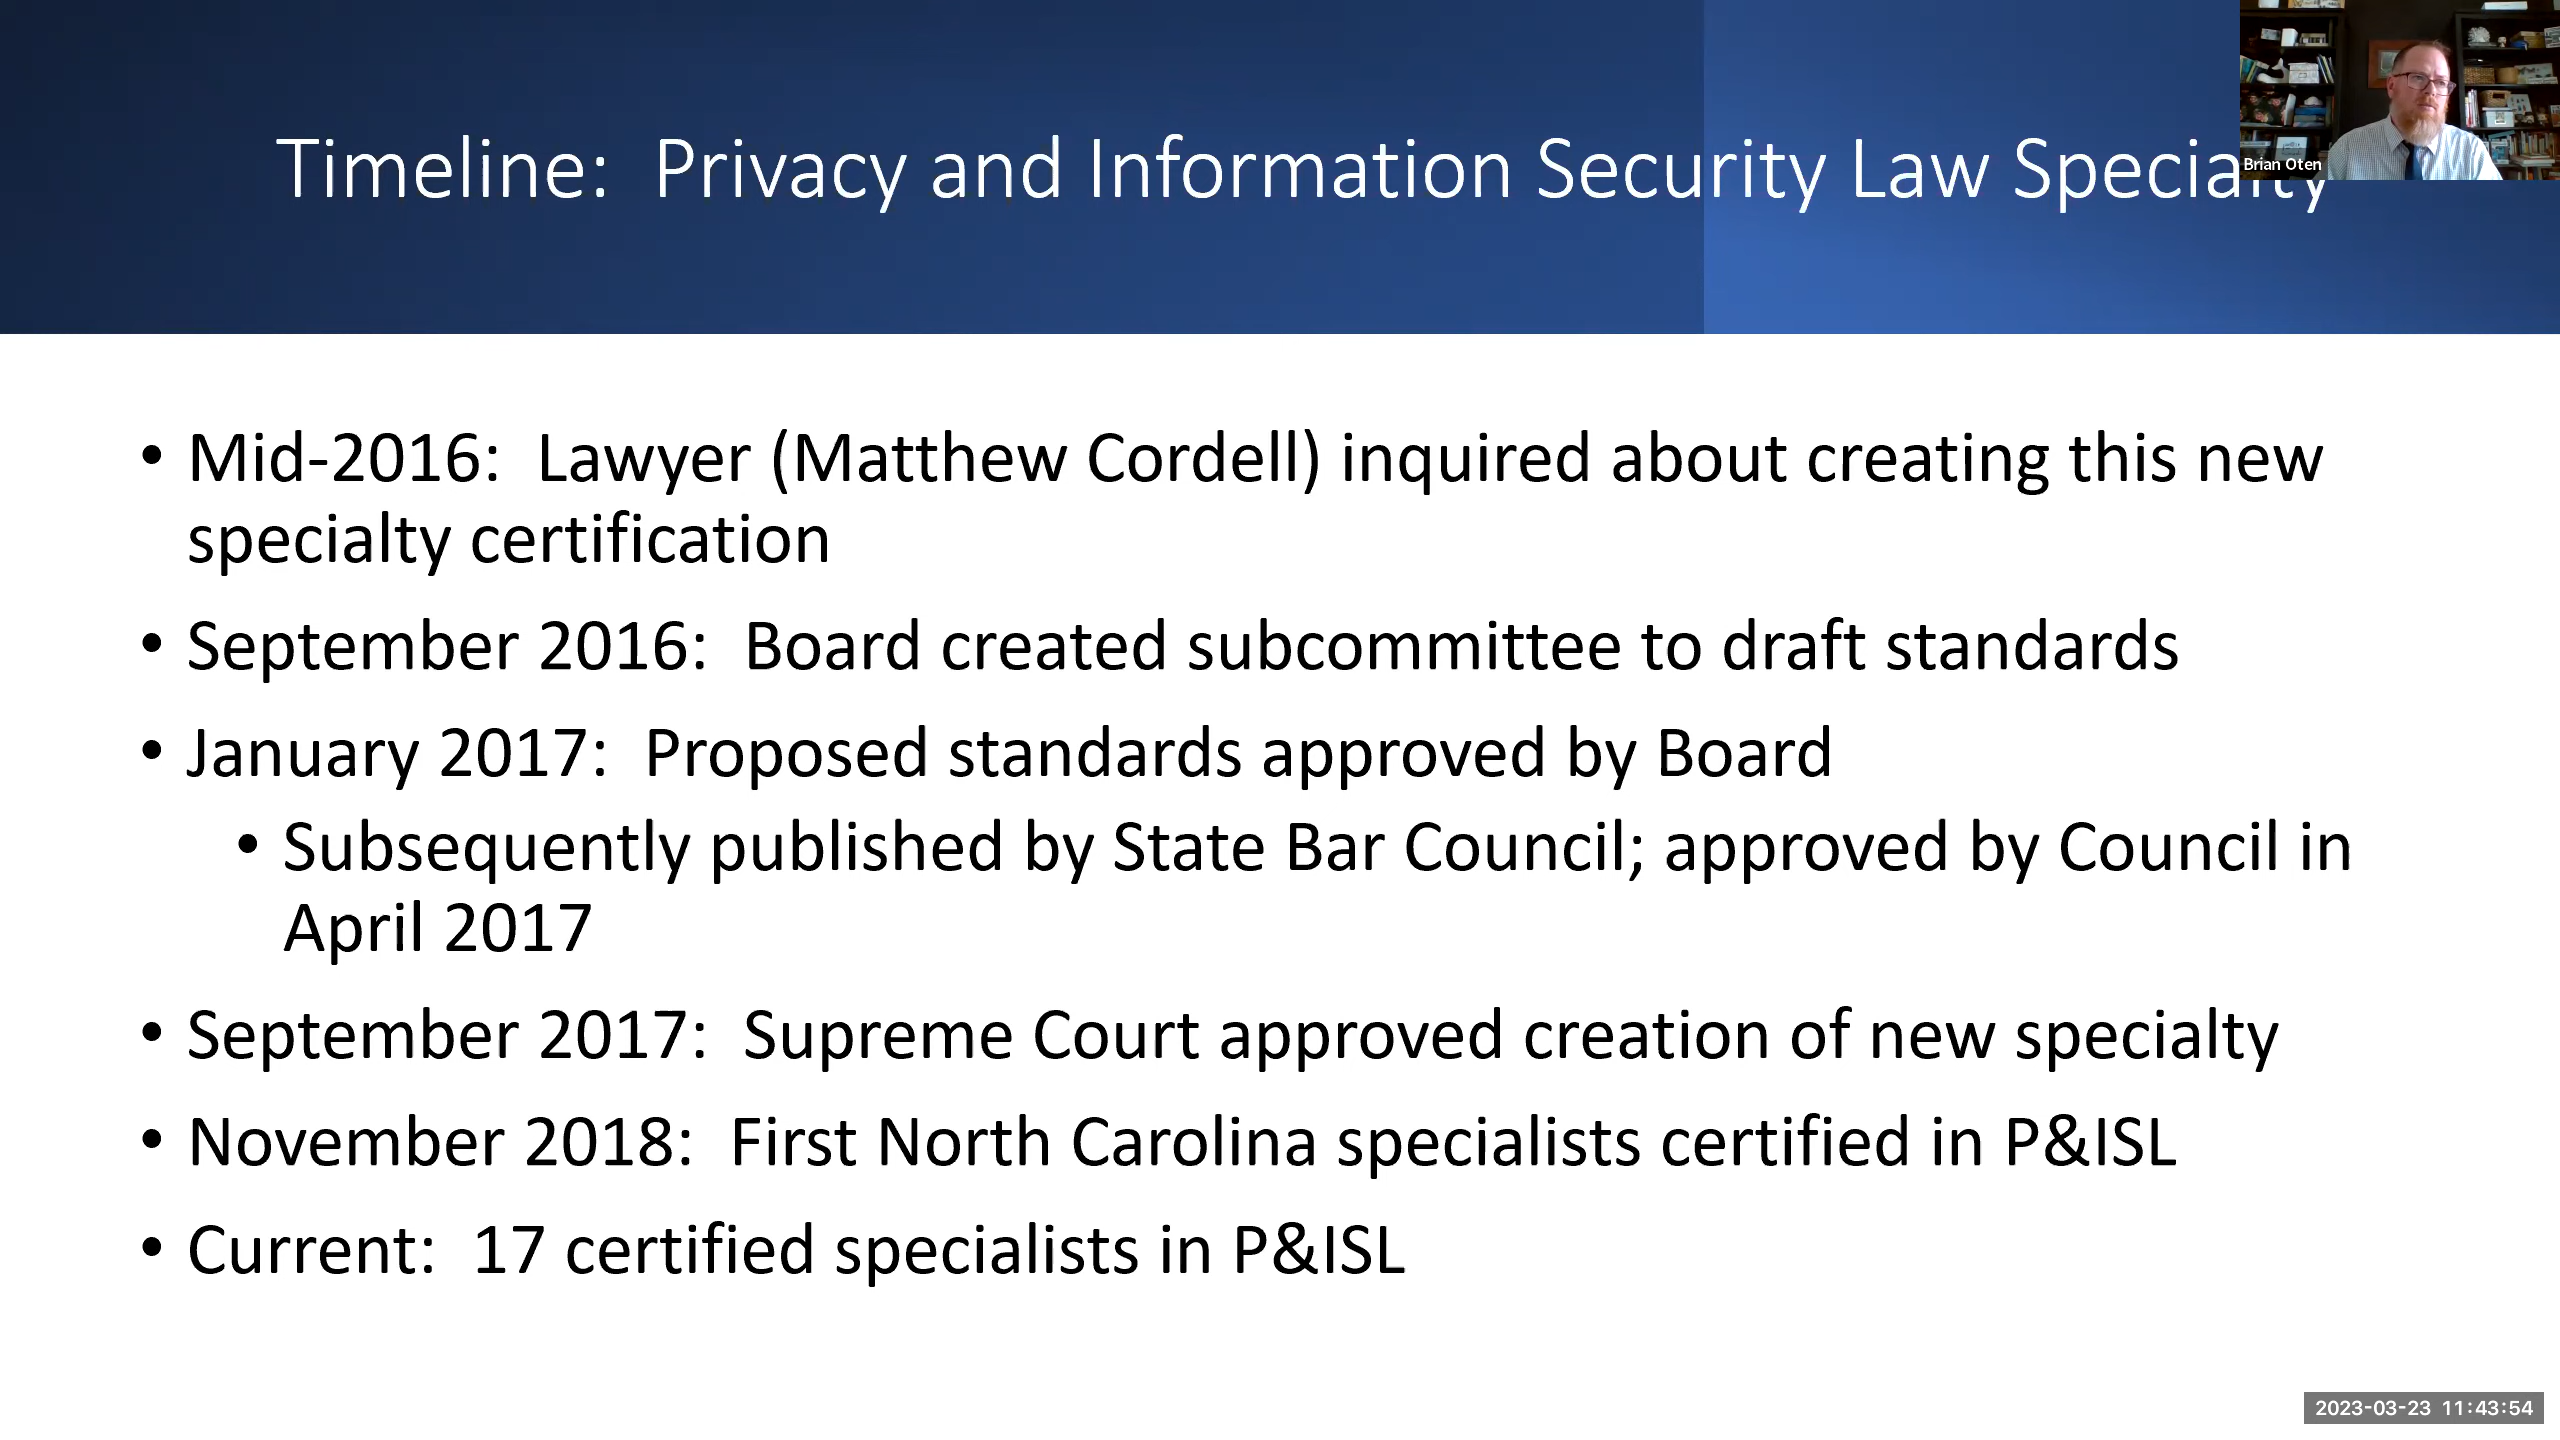 Timeline:  Privacy and Information Security Law Specialty
Brian Oten
• Mid-2016:  Lawyer (Matthew Cordell) inquired about creating this new
specialty certification
• September 2016:  Board created subcommittee to draft standards
• January 2017:  Proposed standards approved by Board
• Subsequently published by State Bar Council; approved by Council in
April 2017
• September 2017:  Supreme Court approved creation of new specialty
• November 2018:  First North Carolina specialists certified in P&ISL
• Current:  17 certified specialists in P&ISL
2023-03-23  11:43:54